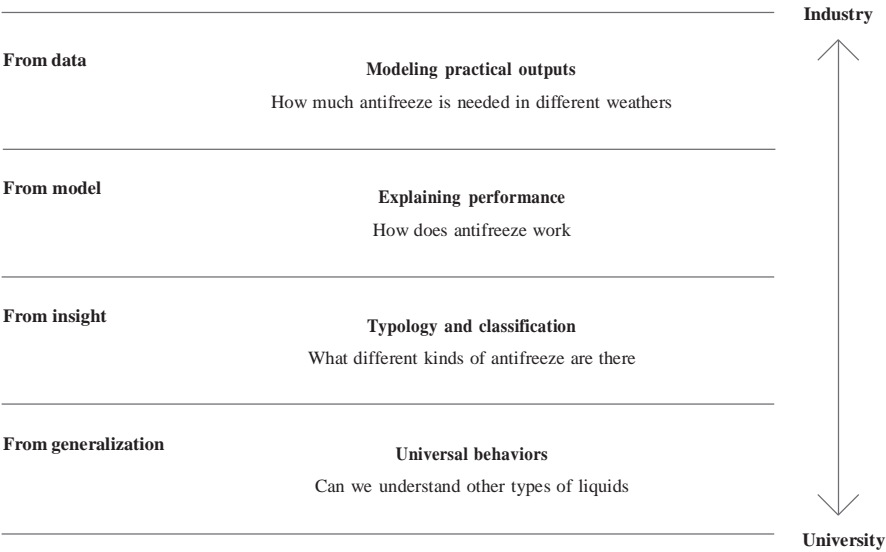 Industry
From data
Modeling practical outputs
How much antifreeze is needed in different weathers
From model
Explaining performance
How does antifreeze work
From insight
Typology and classification
What different kinds of antifreeze are there
From generalization
Universal behaviors
Can we understand other types of liquids
University